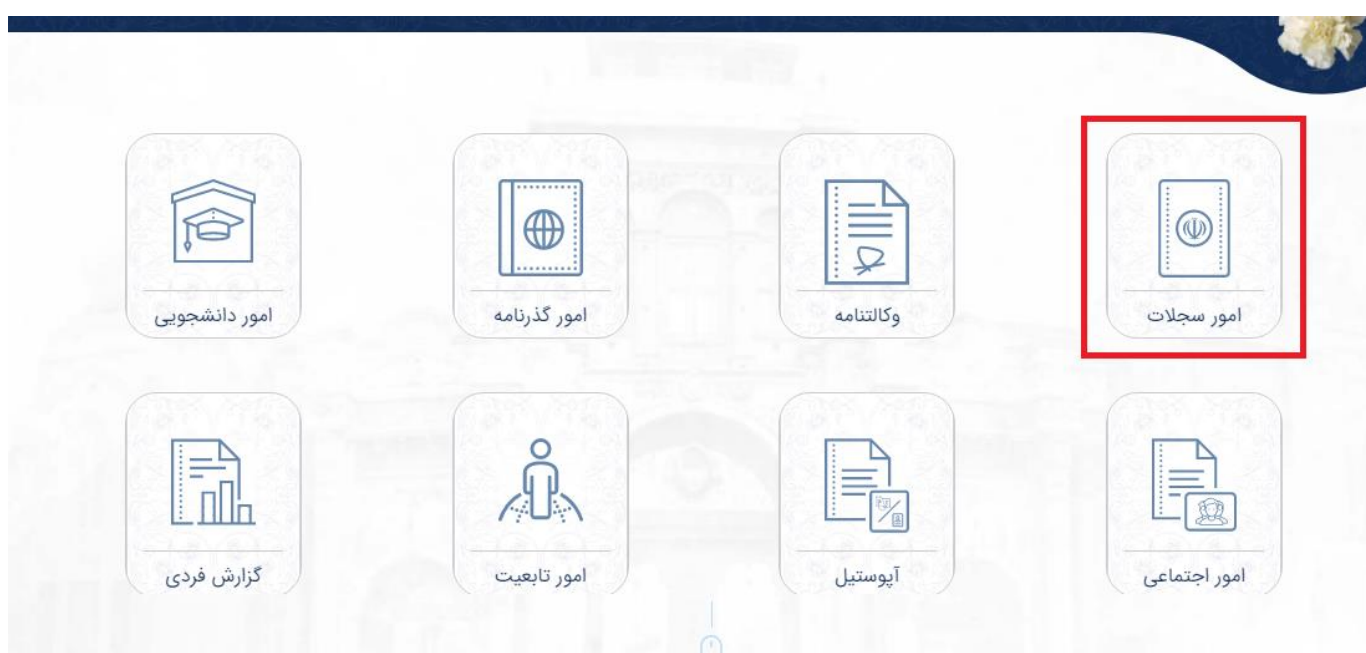 امور سجلات
وکالتنامه
امور گذرنامه
امور دانشجویی
امور اجتماعی
آپوستیل
امور تابعیت
گزارش فردی